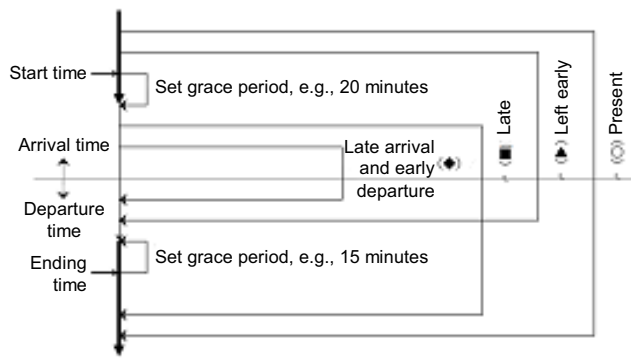 Start time
Set grace period, e.g., 20 minutes
Arrival time
Late arrival
and early
departure
(◆)
(■) Late
(▲) Left early
(○) Present
Departure
time
Set grace period, e.g., 15 minutes
Ending
time